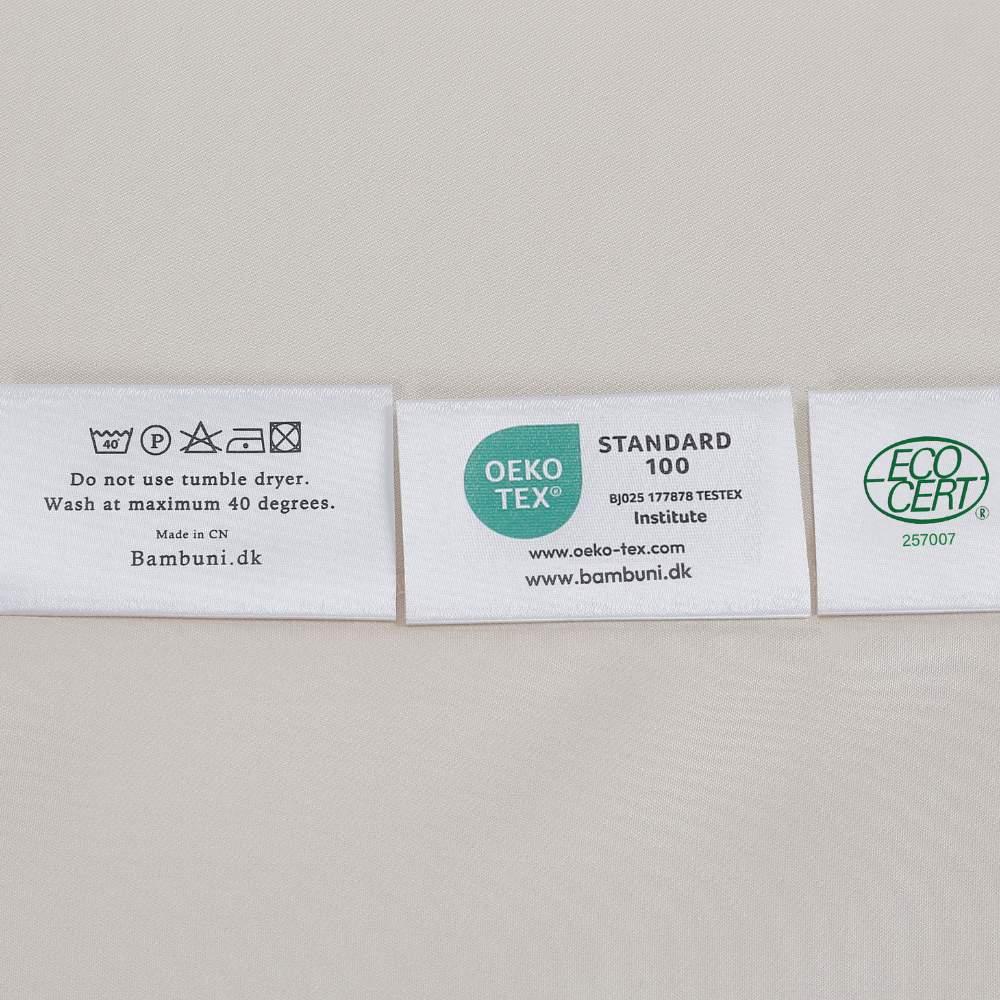 40°
P
Do not use tumble dryer.
Wash at maximum 40 degrees.
Made in CN
Bambuni.dk
OEKO
TEX®
STANDARD
100
BJ025 177878 TESTEX
Institute
www.oeko-tex.com
www.bambuni.dk
ECO
CERT®
257007